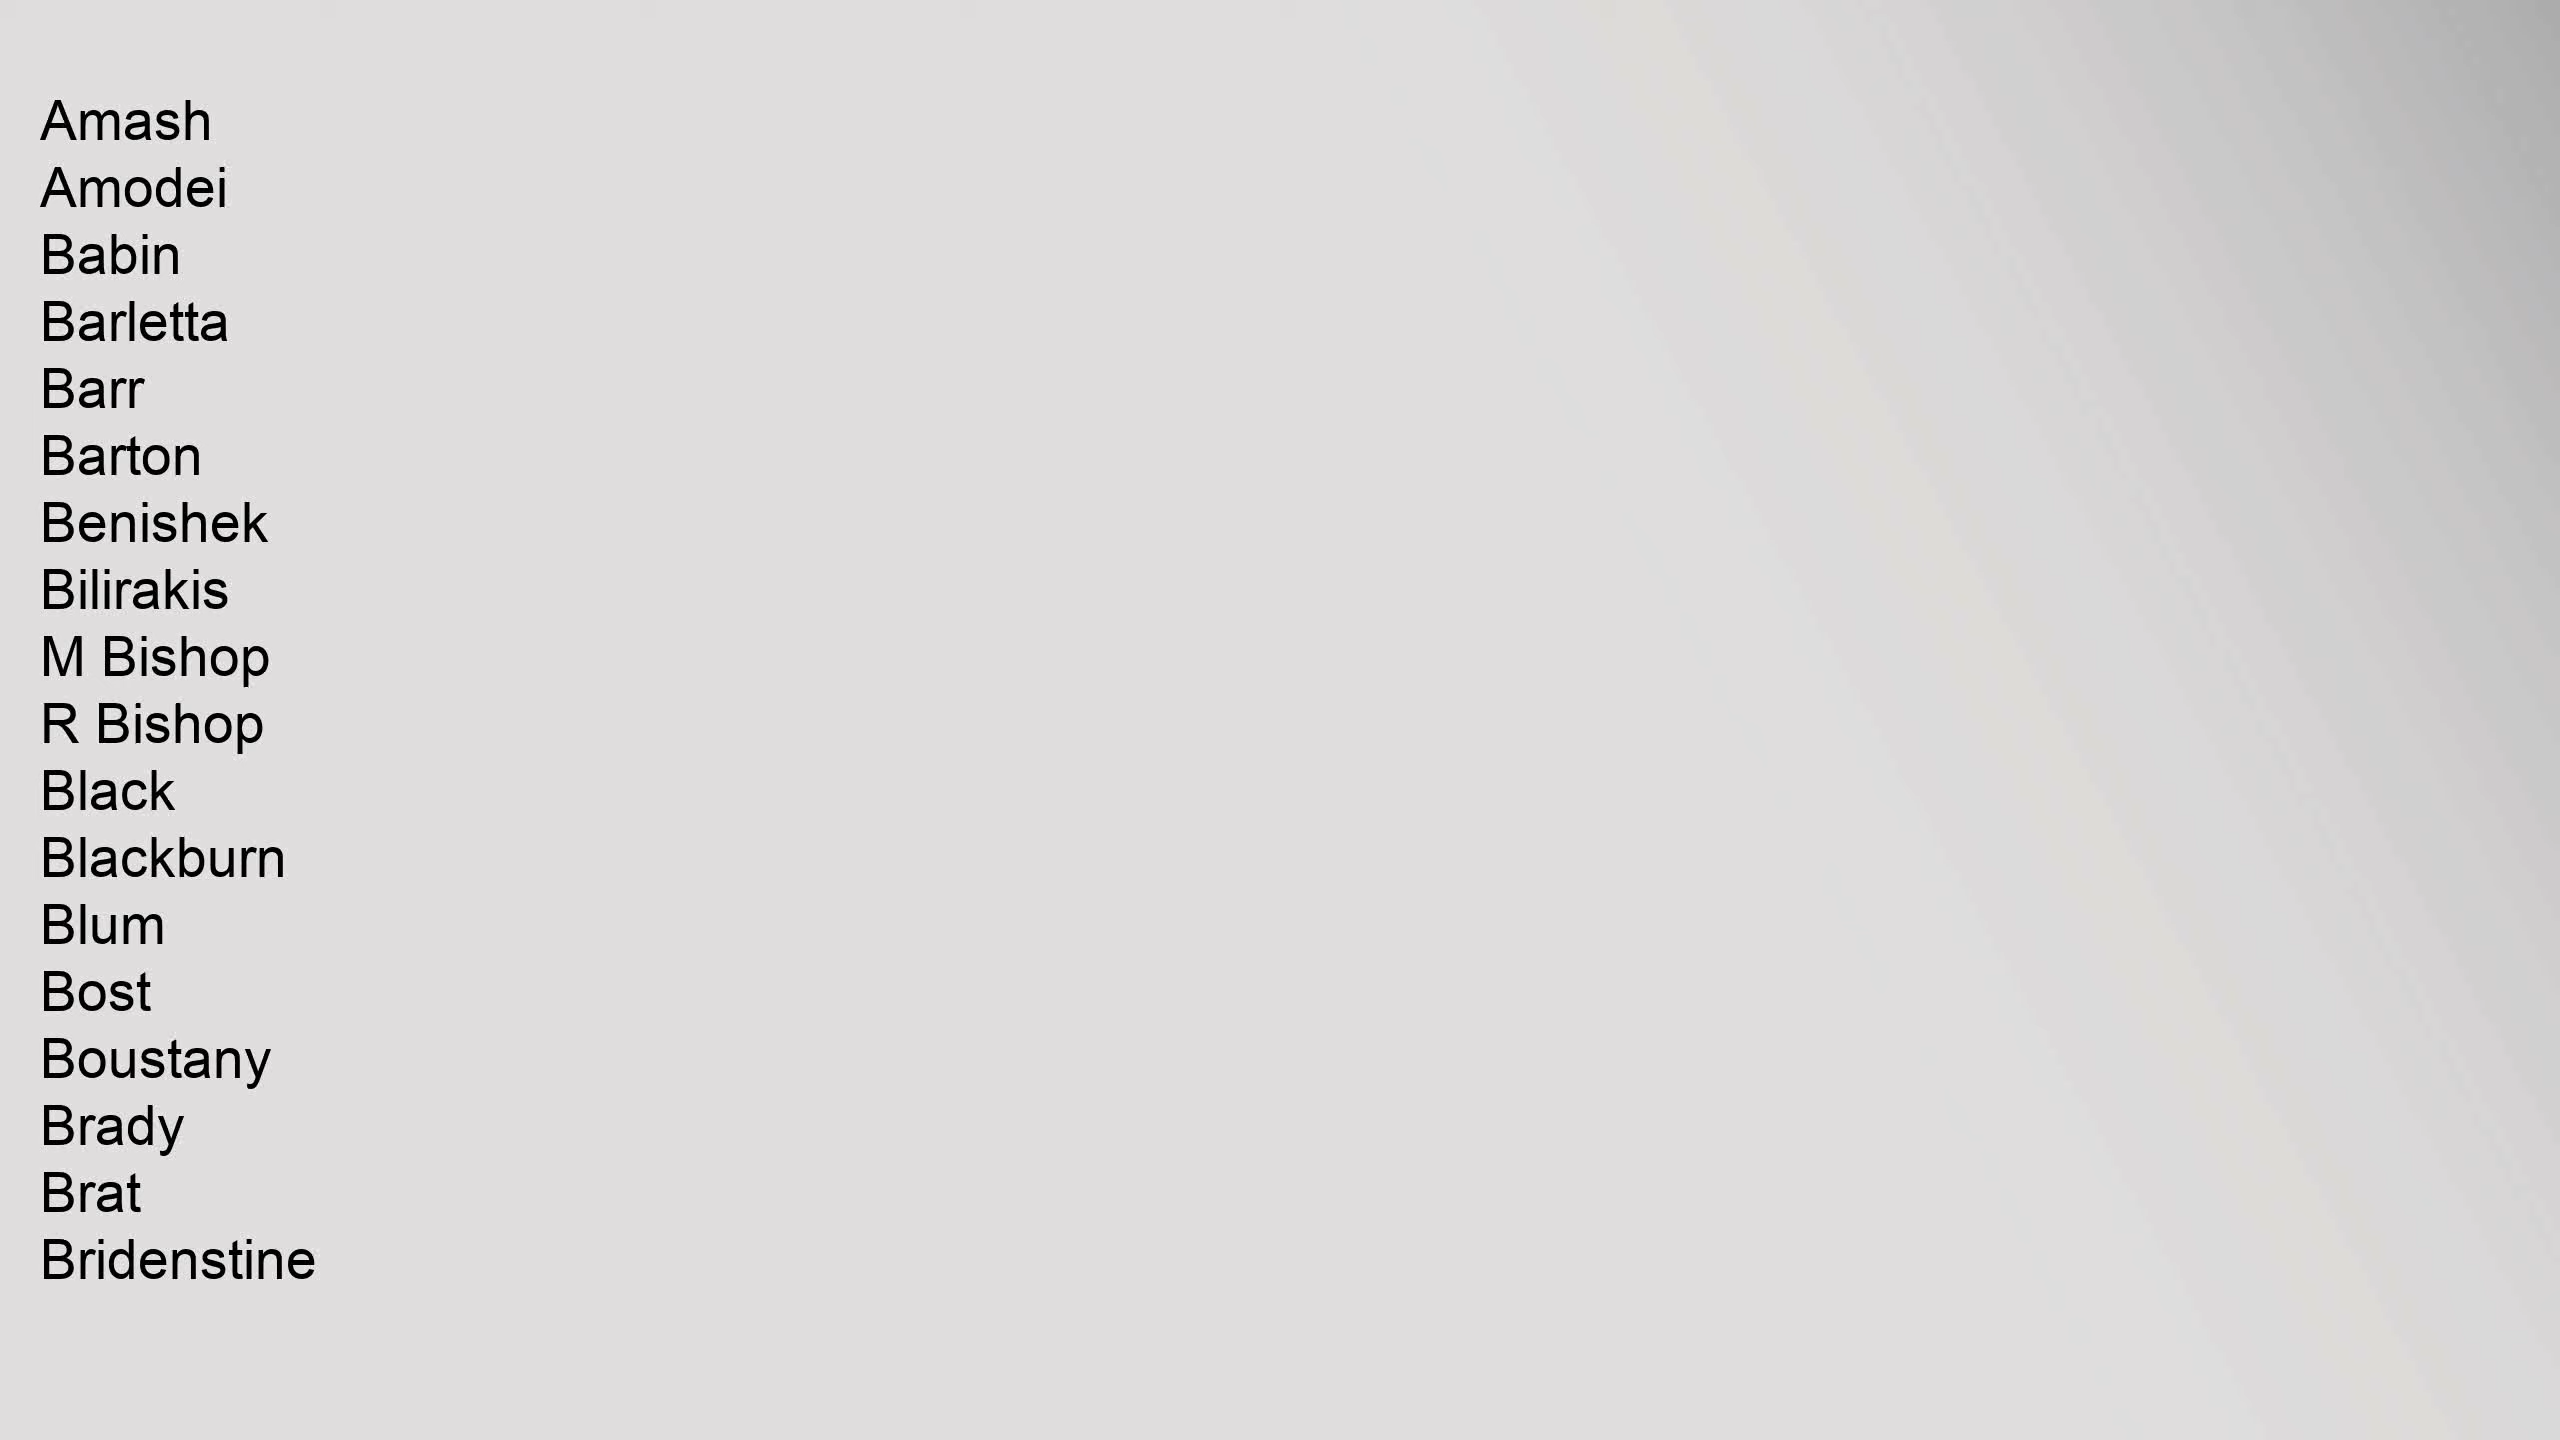 Amash
Amodei
Babin
Barletta
Barr
Barton
Benishek
Bilirakis
M Bishop
R Bishop
Black
Blackburn
Blum
Bost
Boustany
Brady
Brat
Bridenstine